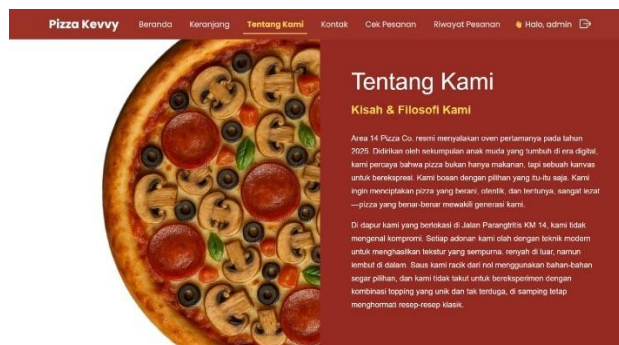 Pizza Kevvy Beranda Keranjang Tentang Kami Kontak Cek Pesanan Riwayat Pesanan Halo, admin
Tentang Kami
Kisah & Filosofi Kami
Area 14 Pizza Co. resmi menyalakan oven pertamanya pada tahun
2025. Didirikan oleh sekumpulan anak muda yang tumbuh di era digital,
kami percaya bahwa pizza bukan hanya makanan, tapi sebuah kanvas
untuk berekspresi. Kami bosan dengan pilihan yang itu-itu saja. Kami
ingin menciptakan pizza yang berani, otentik, dan tentunya, sangat lezat
—pizza yang benar-benar mewakili generasi kami.
Di dapur kami yang berlokasi di Jalan Parangtritis KM 14, kami tidak
mengenal kompromi. Setiap adonan kami olah dengan teknik modern
untuk menghasilkan tekstur yang sempurna: renyah di luar, namun
lembut di dalam. Saus kami racik dari nol menggunakan bahan-bahan
segar pilihan, dan kami tidak takut untuk bereksperimen dengan
kombinasi topping yang unik dan tak terduga, di samping tetap
menghormati resep-resep klasik.